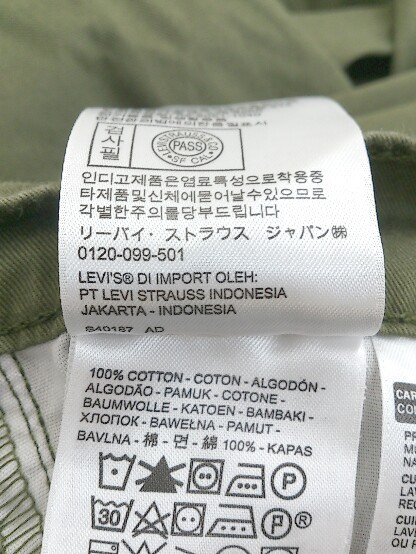 검사필
LEVI STRAUSS & CO.
PASS
SF CAL
인디고제품은염료특성으로착용중
타제품및신체에묻어날수있으므로
각별한주의를당부드립니다
リーバイ・ストラウス ジャパン㈱
0120-099-501
LEVI'S® DI IMPORT OLEH:
PT LEVI STRAUSS INDONESIA
JAKARTA - INDONESIA
100% COTTON - COTON - ALGODÓN -
ALGODÃO - PAMUK - COTONE -
BAUMWOLLE - KATOEN - BAMBAKI -
ХЛОПОК - BAWEŁNA - PAMUT -
BAVLNA - 棉 - 면 - 綿 100% - KAPAS
P
30 P®
CAR
CO